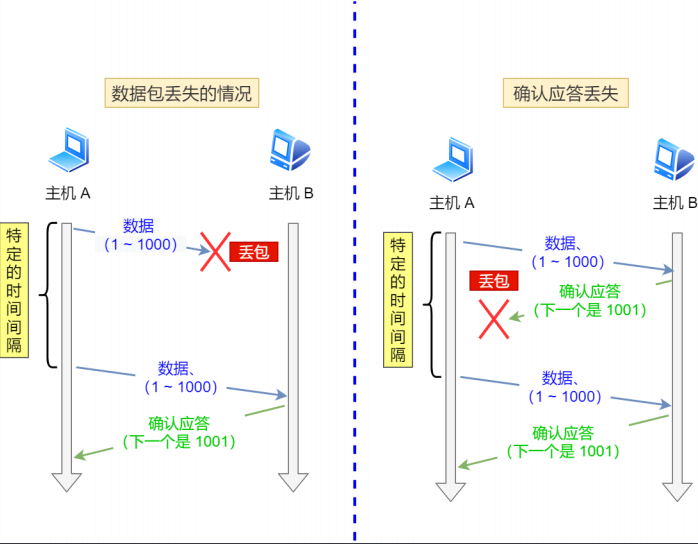 数据包丢失的情况
主机 A
主机 B
特定的时间间隔
数据
（1 ~ 1000）
丢包
数据、
（1 ~ 1000）
确认应答
（下一个是 1001）
确认应答丢失
主机 A
主机 B
特定的时间间隔
数据、
（1 ~ 1000）
丢包
确认应答
（下一个是 1001）
数据、
（1 ~ 1000）
确认应答
（下一个是 1001）